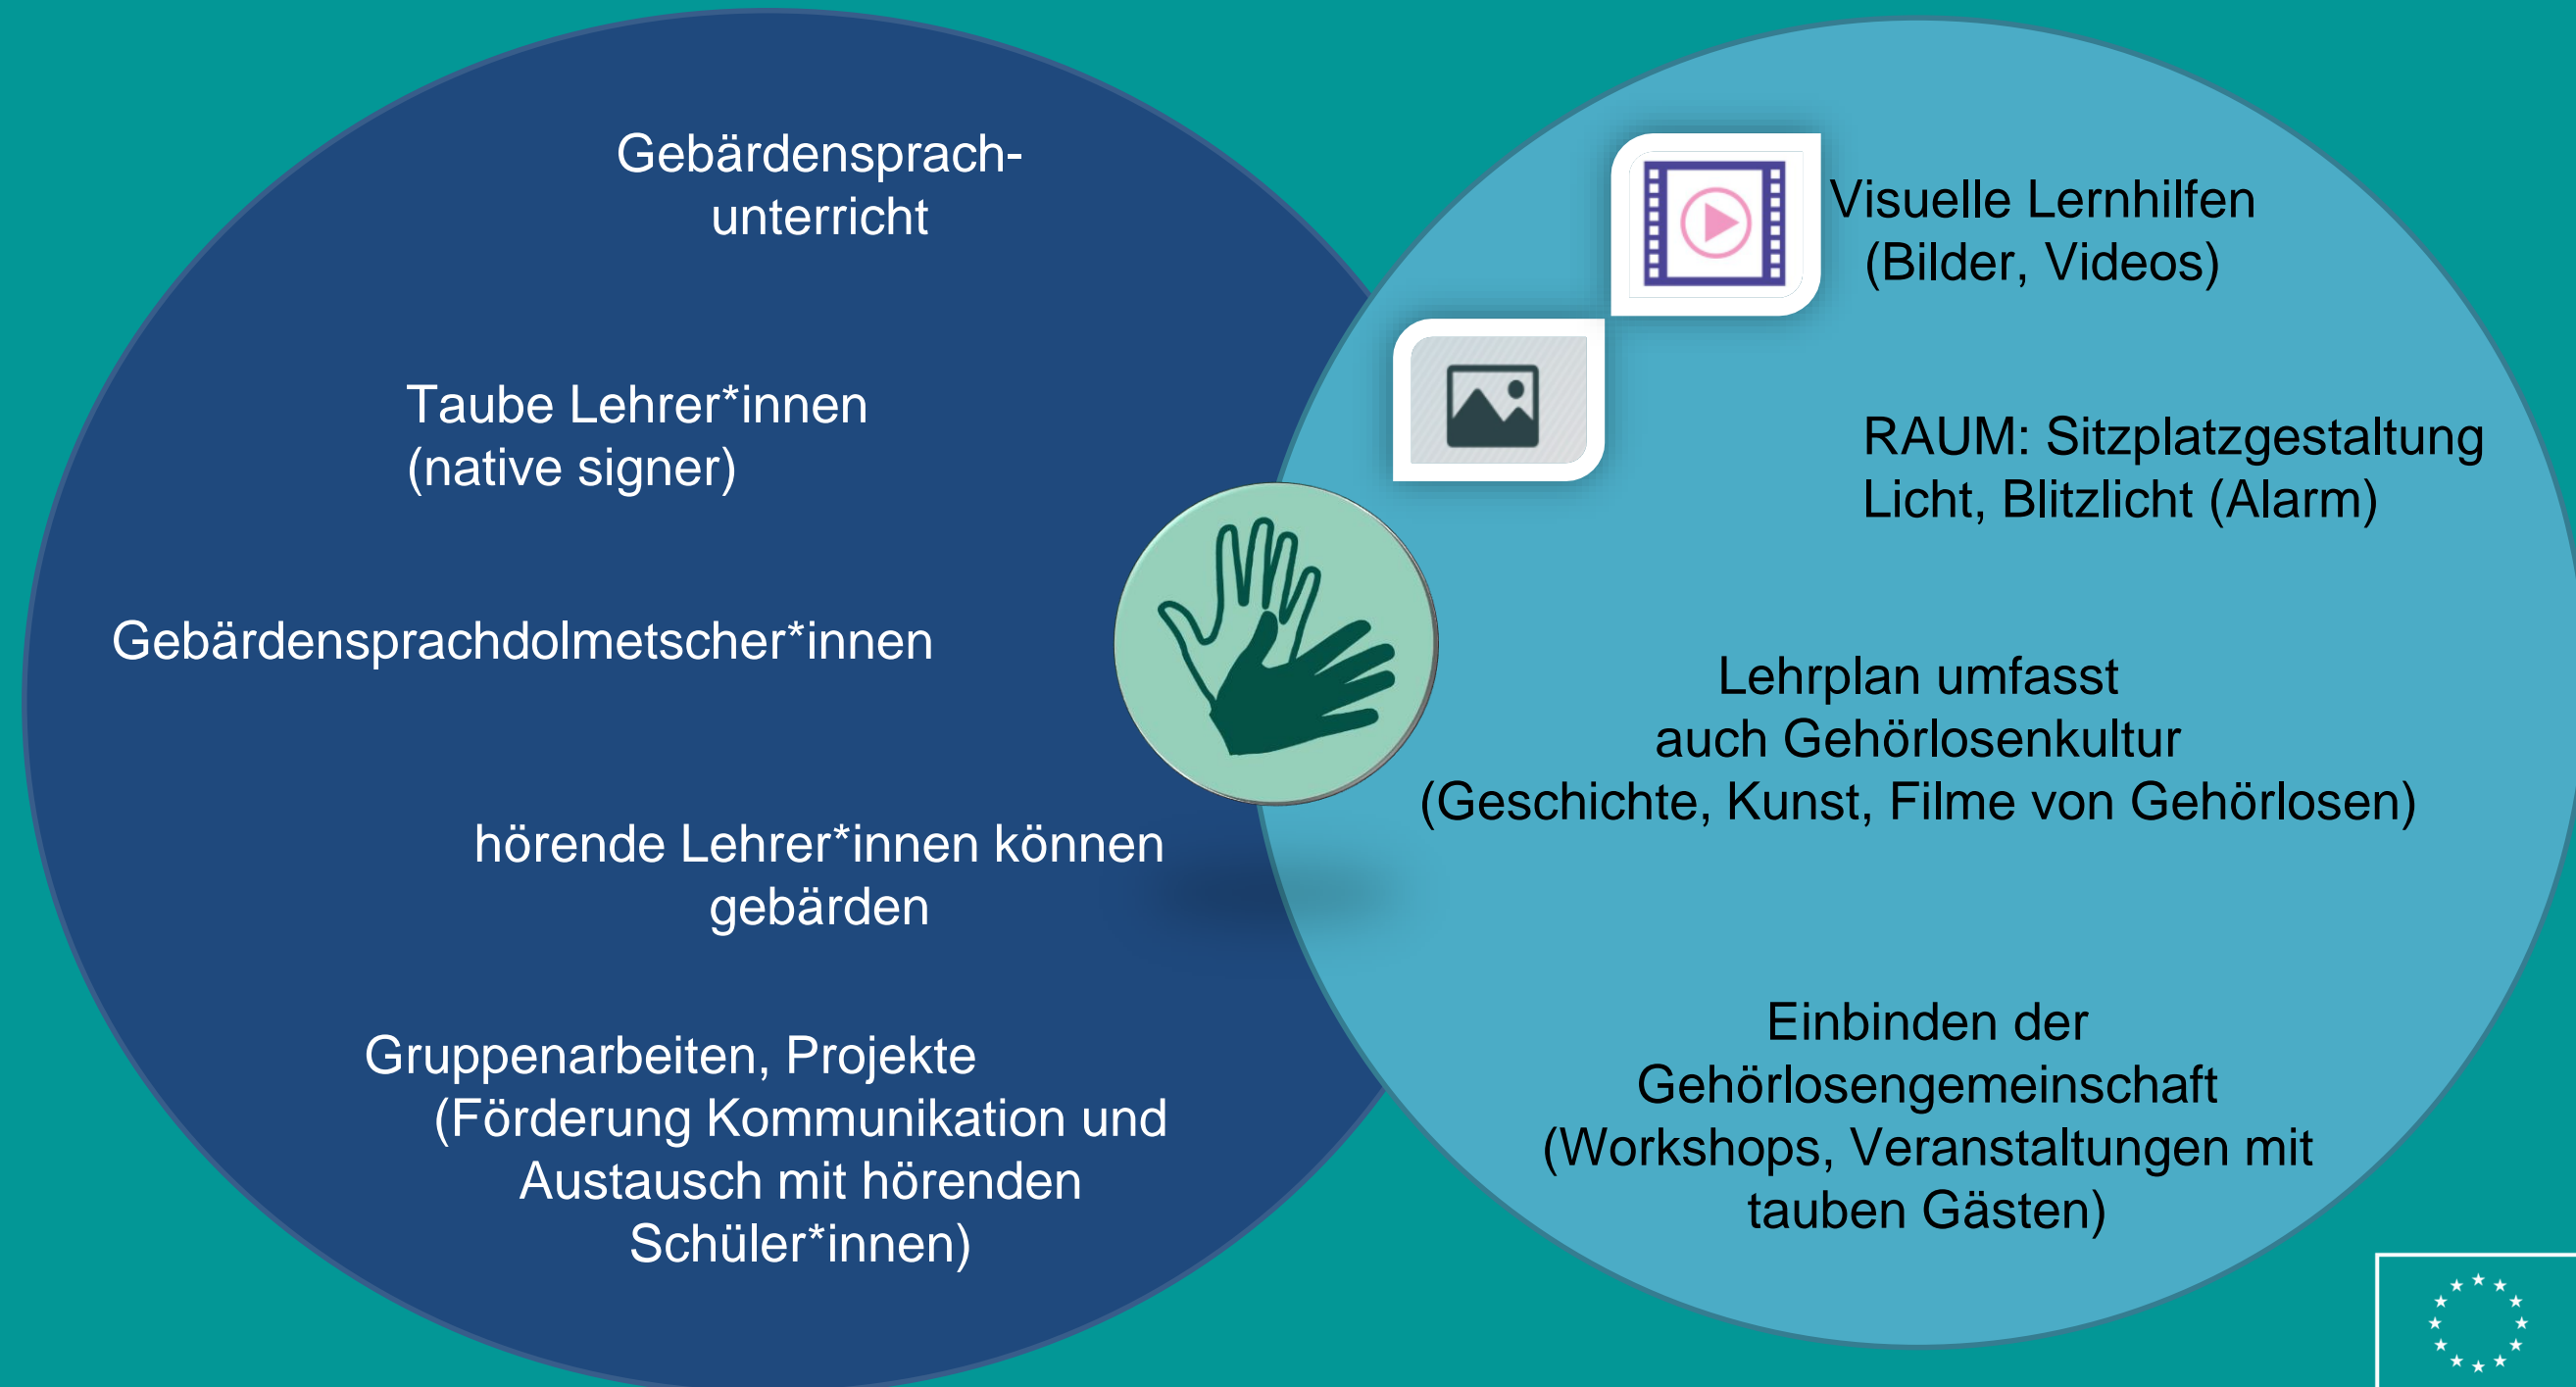 Gebärdensprach-
unterricht
Taube Lehrer*innen
(native signer)
Gebärdensprachdolmetscher*innen
hörende Lehrer*innen können
gebärden
Gruppenarbeiten, Projekte
(Förderung Kommunikation und
Austausch mit hörenden
Schüler*innen)
Visuelle Lernhilfen
(Bilder, Videos)
RAUM: Sitzplatzgestaltung
Licht, Blitzlicht (Alarm)
Lehrplan umfasst
auch Gehörlosenkultur
(Geschichte, Kunst, Filme von Gehörlosen)
Einbinden der
Gehörlosengemeinschaft
(Workshops, Veranstaltungen mit
tauben Gästen)